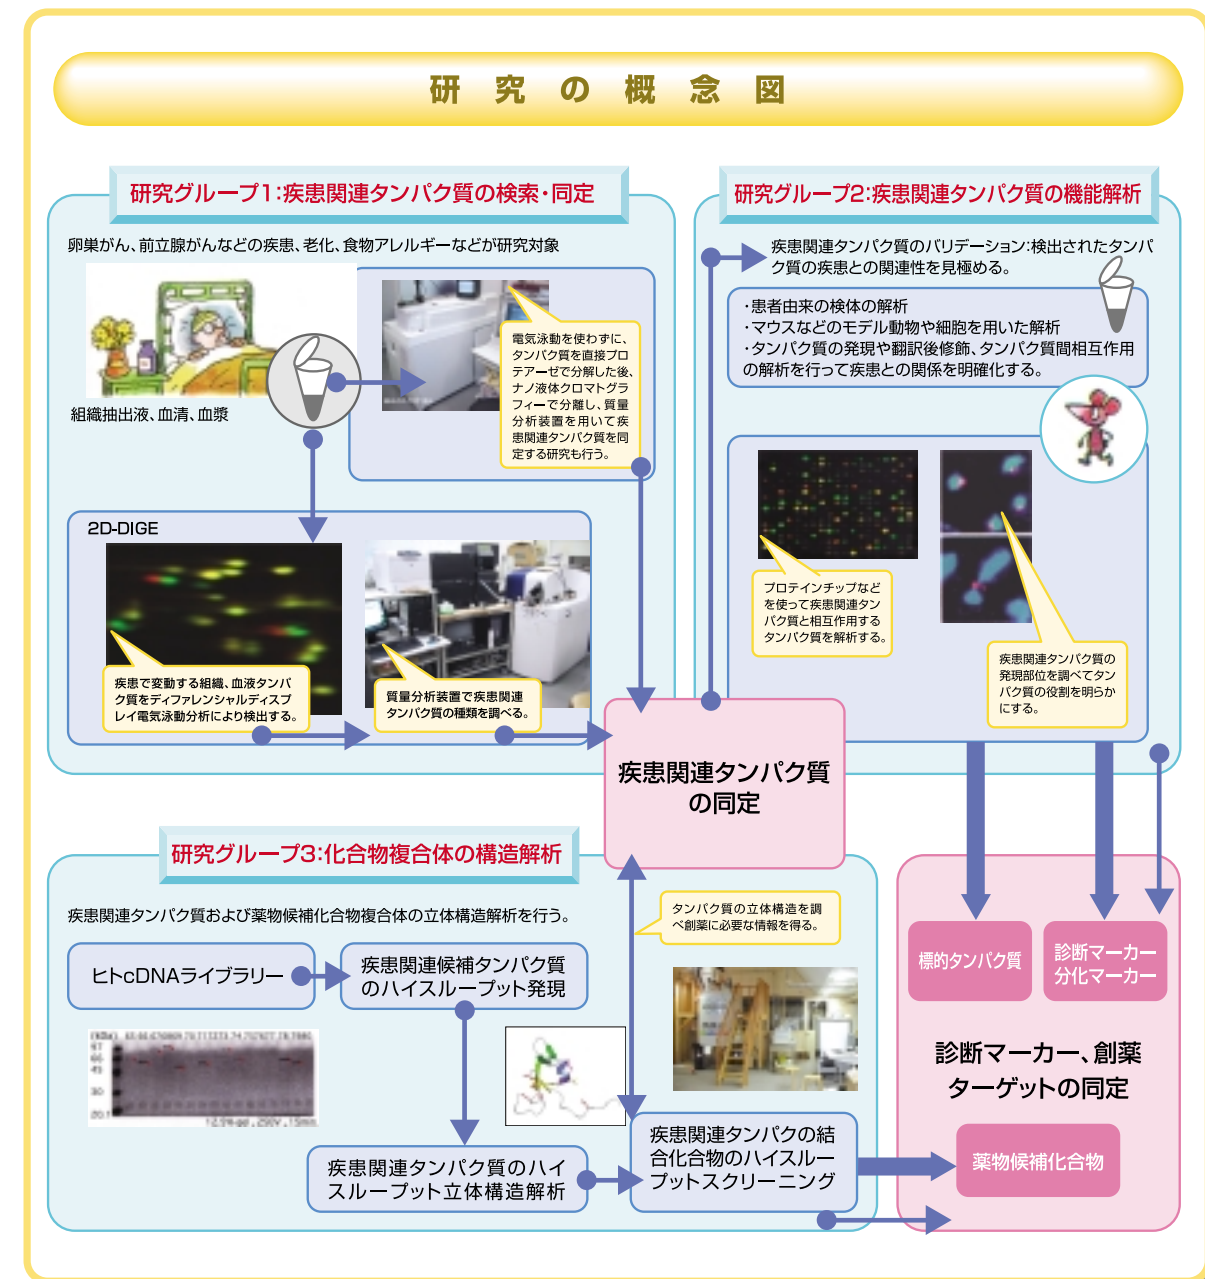 研究の概念図
研究グループ1:疾患関連タンパク質の検索・同定
卵巣がん、前立腺がんなどの疾患、老化、食物アレルギーなどが研究対象
組織抽出液、血清、血漿
電気泳動を使わずに、
タンパク質を直接プロ
テアーゼで分解した後、
ナノ液体クロマトグラ
フィーで分離し、質量
分析装置を用いて疾
患関連タンパク質を同
定する研究も行う。
2D-DIGE
疾患で変動する組織、血液タンパ
ク質をディファレンシャルディスプ
レイ電気泳動分析により検出する。
質量分析装置で疾患関連
タンパク質の種類を調べる。
研究グループ2:疾患関連タンパク質の機能解析
疾患関連タンパク質のバリデーション:検出されたタンパ
ク質の疾患との関連性を見極める。
・患者由来の検体の解析
・マウスなどのモデル動物や細胞を用いた解析
・タンパク質の発現や翻訳後修飾、タンパク質間相互作用
の解析を行って疾患との関係を明確化する。
プロテインチップなど
を使って疾患関連タン
パク質と相互作用する
タンパク質を解析する。
疾患関連タンパク質の
発現部位を調べてタン
パク質の役割を明らか
にする。
疾患関連タンパク質
の同定
研究グループ3:化合物複合体の構造解析
疾患関連タンパク質および薬物候補化合物複合体の立体構造解析を行う。
ヒトcDNAライブラリー
疾患関連候補タンパク質
のハイスループット発現
タンパク質の立体構造を調
べ創薬に必要な情報を得る。
(kDa)
97
66
45
30
20.1
12.5%gel, 250V, 15min.
疾患関連タンパク質のハイ
スループット立体構造解析
疾患関連タンパクの結
合化合物のハイスルー
プットスクリーニング
標的タンパク質
診断マーカー
分化マーカー
診断マーカー、創薬
ターゲットの同定
薬物候補化合物